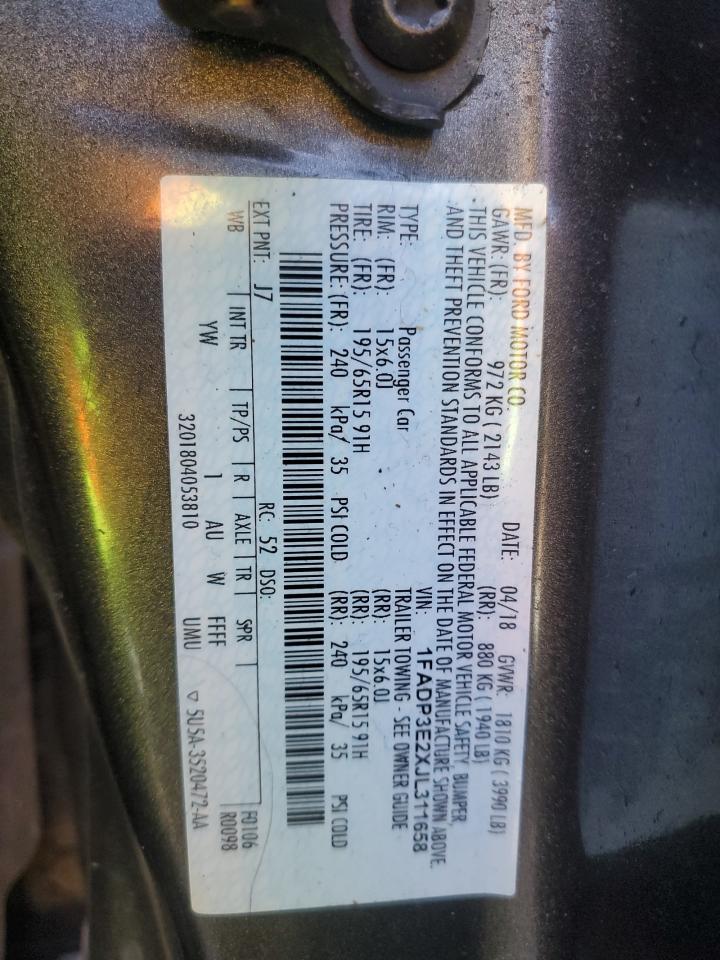 MFD. BY FORD MOTOR CO.
DATE: 04/18 GVWR: 1810 KG ( 3990 LB)
GAWR: (FR): 972 KG ( 2143 LB) (RR): 880 KG ( 1940 LB)
THIS VEHICLE CONFORMS TO ALL APPLICABLE FEDERAL MOTOR VEHICLE SAFETY, BUMPER,
AND THEFT PREVENTION STANDARDS IN EFFECT ON THE DATE OF MANUFACTURE SHOWN ABOVE.
VIN: 1FADP3E2XJL311658
TYPE: Passenger Car TRAILER TOWING - SEE OWNER GUIDE
RIM: (FR): 15x6.0J (RR): 15x6.0J
TIRE: (FR): 195/65R15 91H (RR): 195/65R15 91H
PRESSURE: (FR): 240 kPa/ 35 PSI COLD (RR): 240 kPa/ 35 PSI COLD
EXT PNT: J7 RC: 52 DSO: F0106
WB INT TR TP/PS R AXLE TR SPR R0098
YW 1 AU W FFFF
3201804053810 UMU ▽ 5U5A-3520472-AA